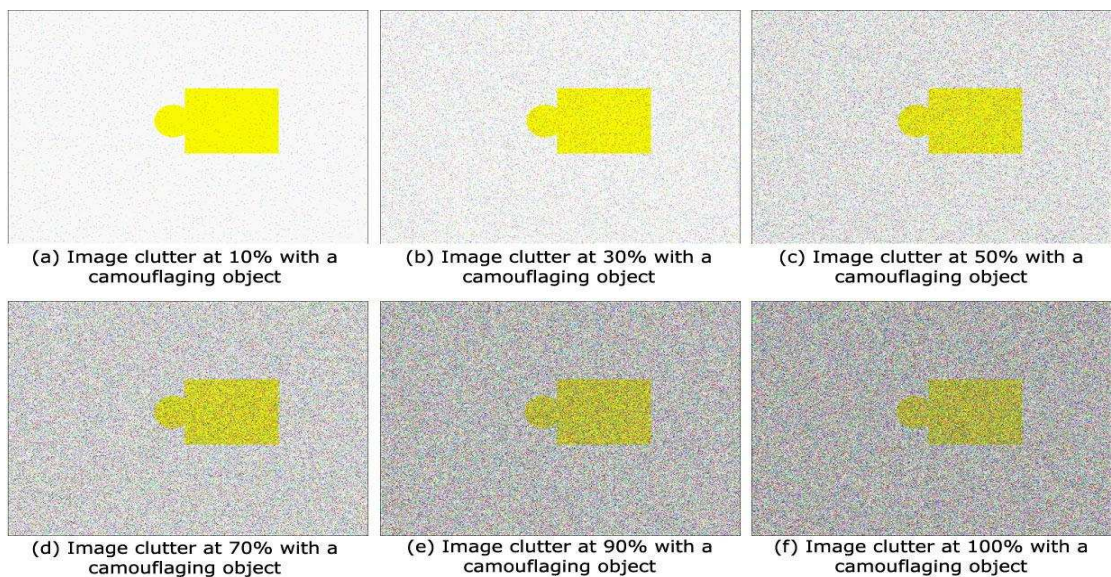 (a) Image clutter at 10% with a
camouflaging object
(b) Image clutter at 30% with a
camouflaging object
(c) Image clutter at 50% with a
camouflaging object
(d) Image clutter at 70% with a
camouflaging object
(e) Image clutter at 90% with a
camouflaging object
(f) Image clutter at 100% with a
camouflaging object